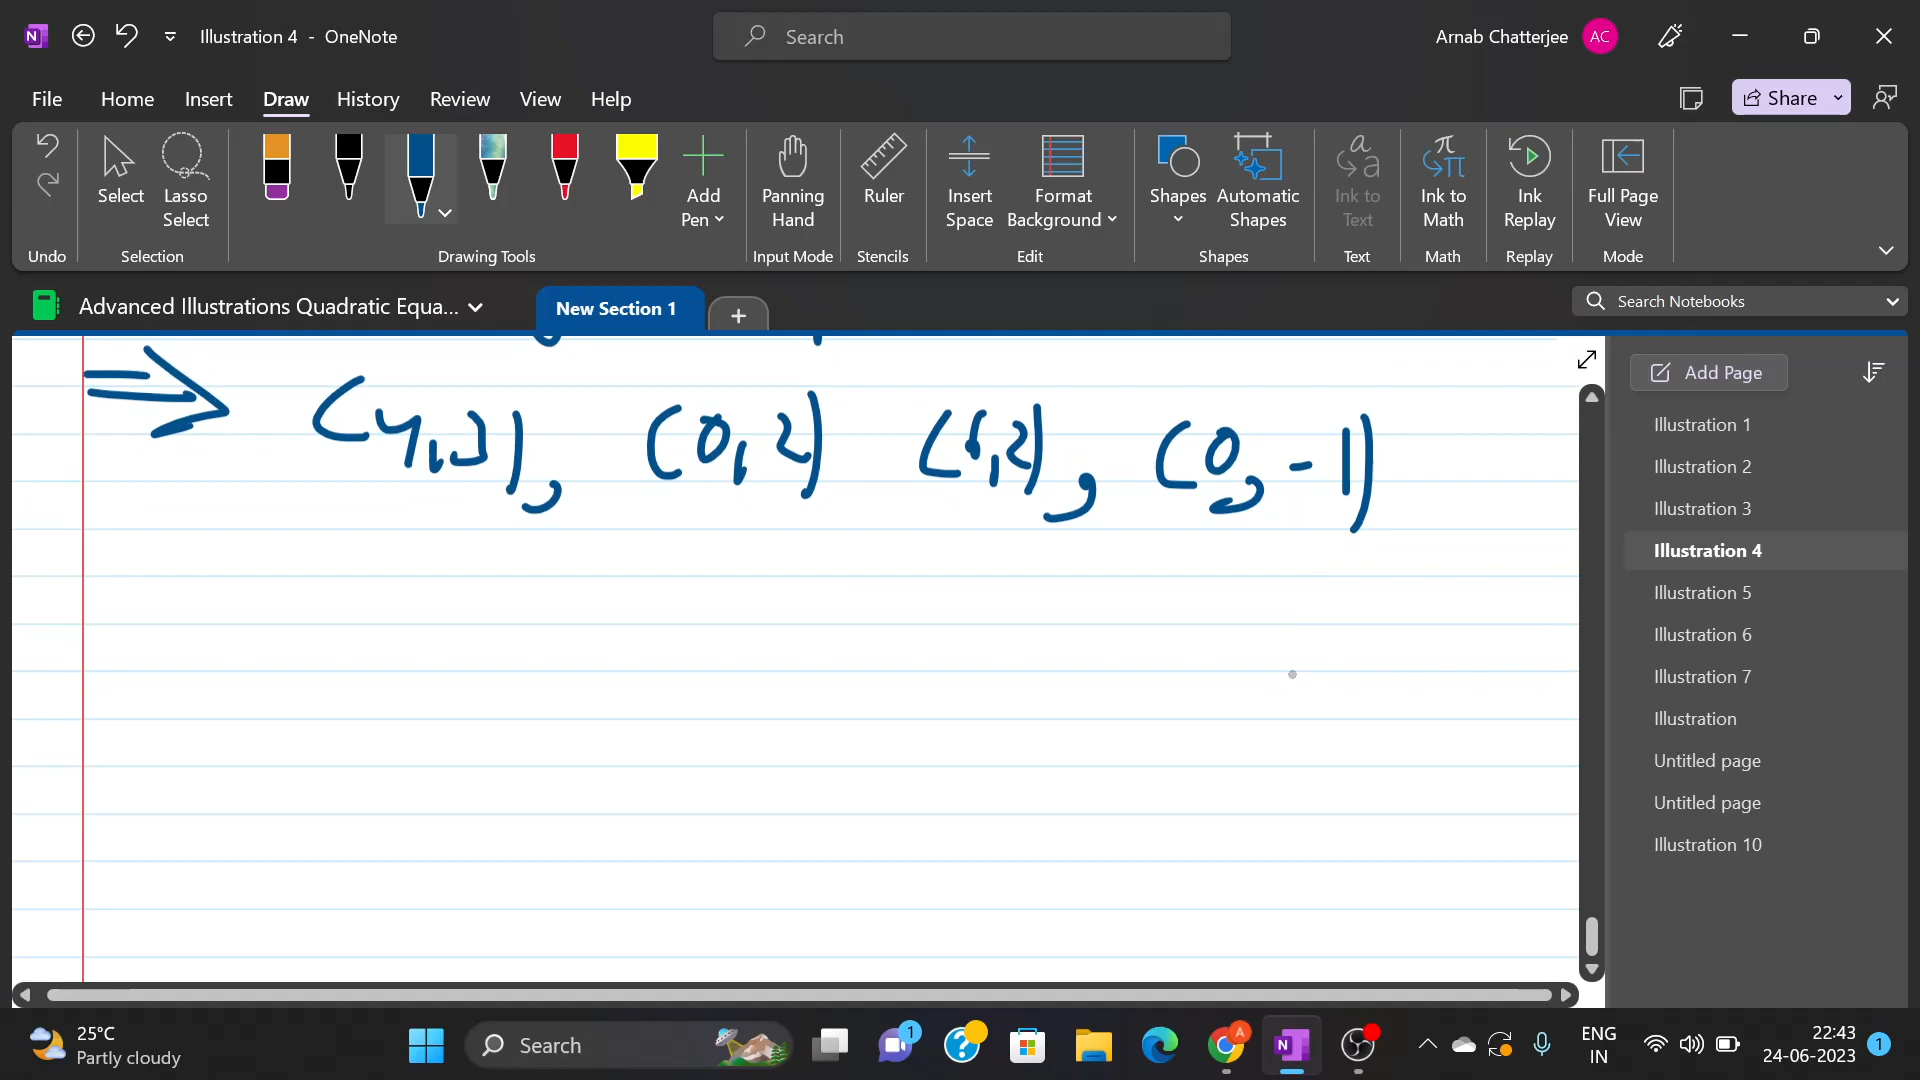 Illustration 4 - OneNote
Search
Arnab Chatterjee AC
File Home Insert Draw History Review View Help
Share
Undo
Select
Lasso Select
Selection
Drawing Tools
Add Pen
Panning Hand
Input Mode
Ruler
Stencils
Insert Space
Format Background
Edit
Shapes
Automatic Shapes
Shapes
Ink to Text
Text
Ink to Math
Math
Ink Replay
Replay
Full Page View
Mode
Advanced Illustrations Quadratic Equa...
New Section 1
Search Notebooks
⇒ (4,3), (0,2) (1,2), (0,-1)
Add Page
Illustration 1
Illustration 2
Illustration 3
Illustration 4
Illustration 5
Illustration 6
Illustration 7
Illustration
Untitled page
Untitled page
Illustration 10
25°C
Partly cloudy
Search
1
A
ENG
IN
22:43
24-06-2023
1